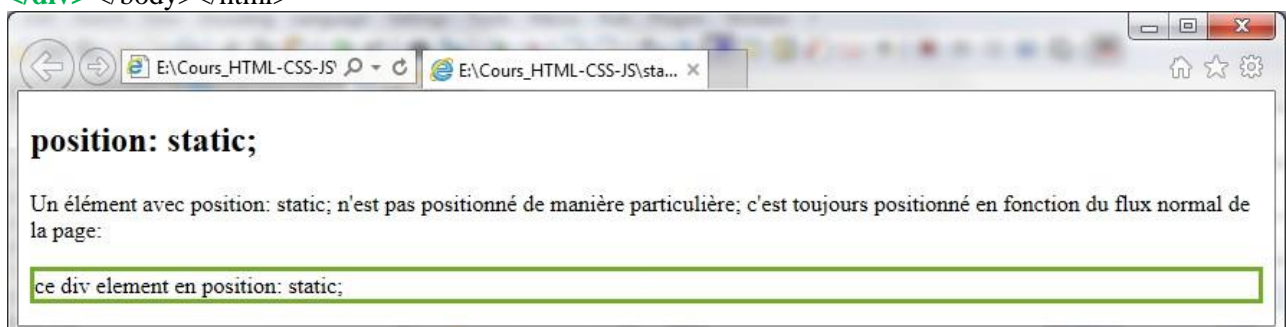 </div> </body></html>
E:\Cours_HTML-CSS-JS'
E:\Cours_HTML-CSS-JS\sta...
position: static;
Un élément avec position: static; n'est pas positionné de manière particulière; c'est toujours positionné en fonction du flux normal de
la page:
ce div element en position: static;